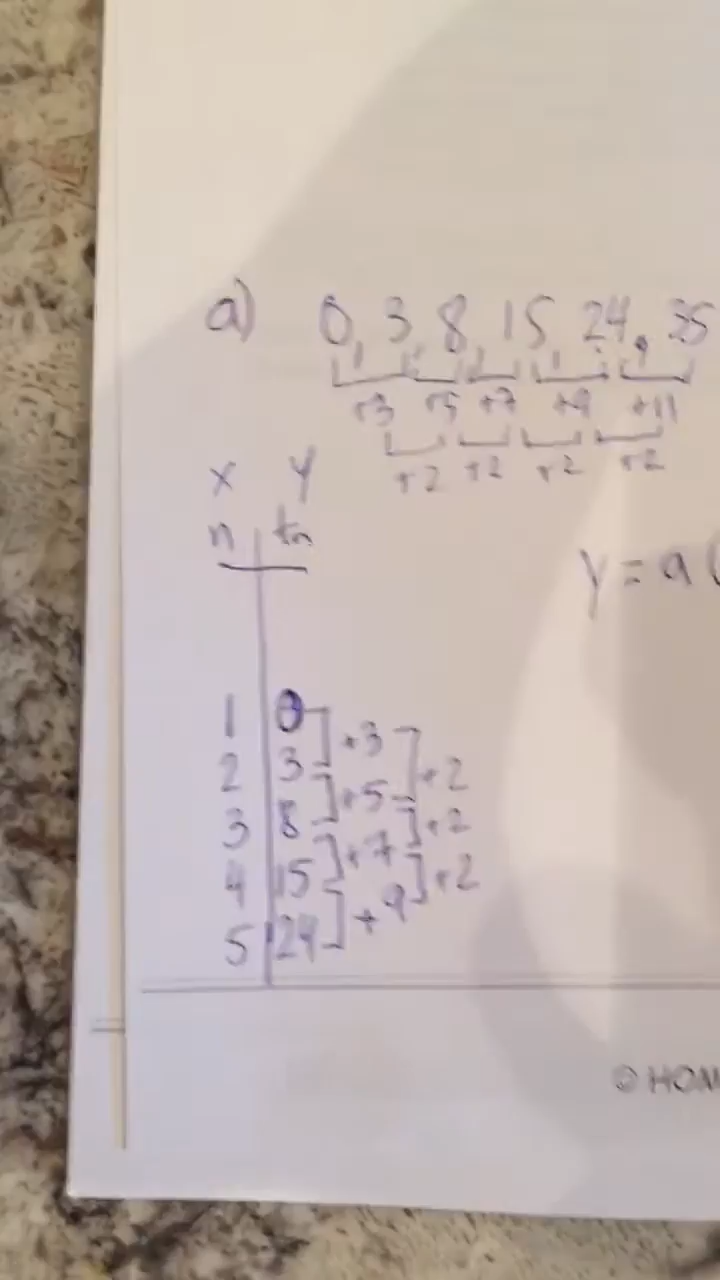 a) 0, 3, 8, 15, 24, 35
+3 +5 +7 +9 +11
+2 +2 +2 +2
x y
n tn
y = a(
1 0
+3
2 3
+2
+5
3 8
+2
+7
4 15
+2
+9
5 24
© HOM